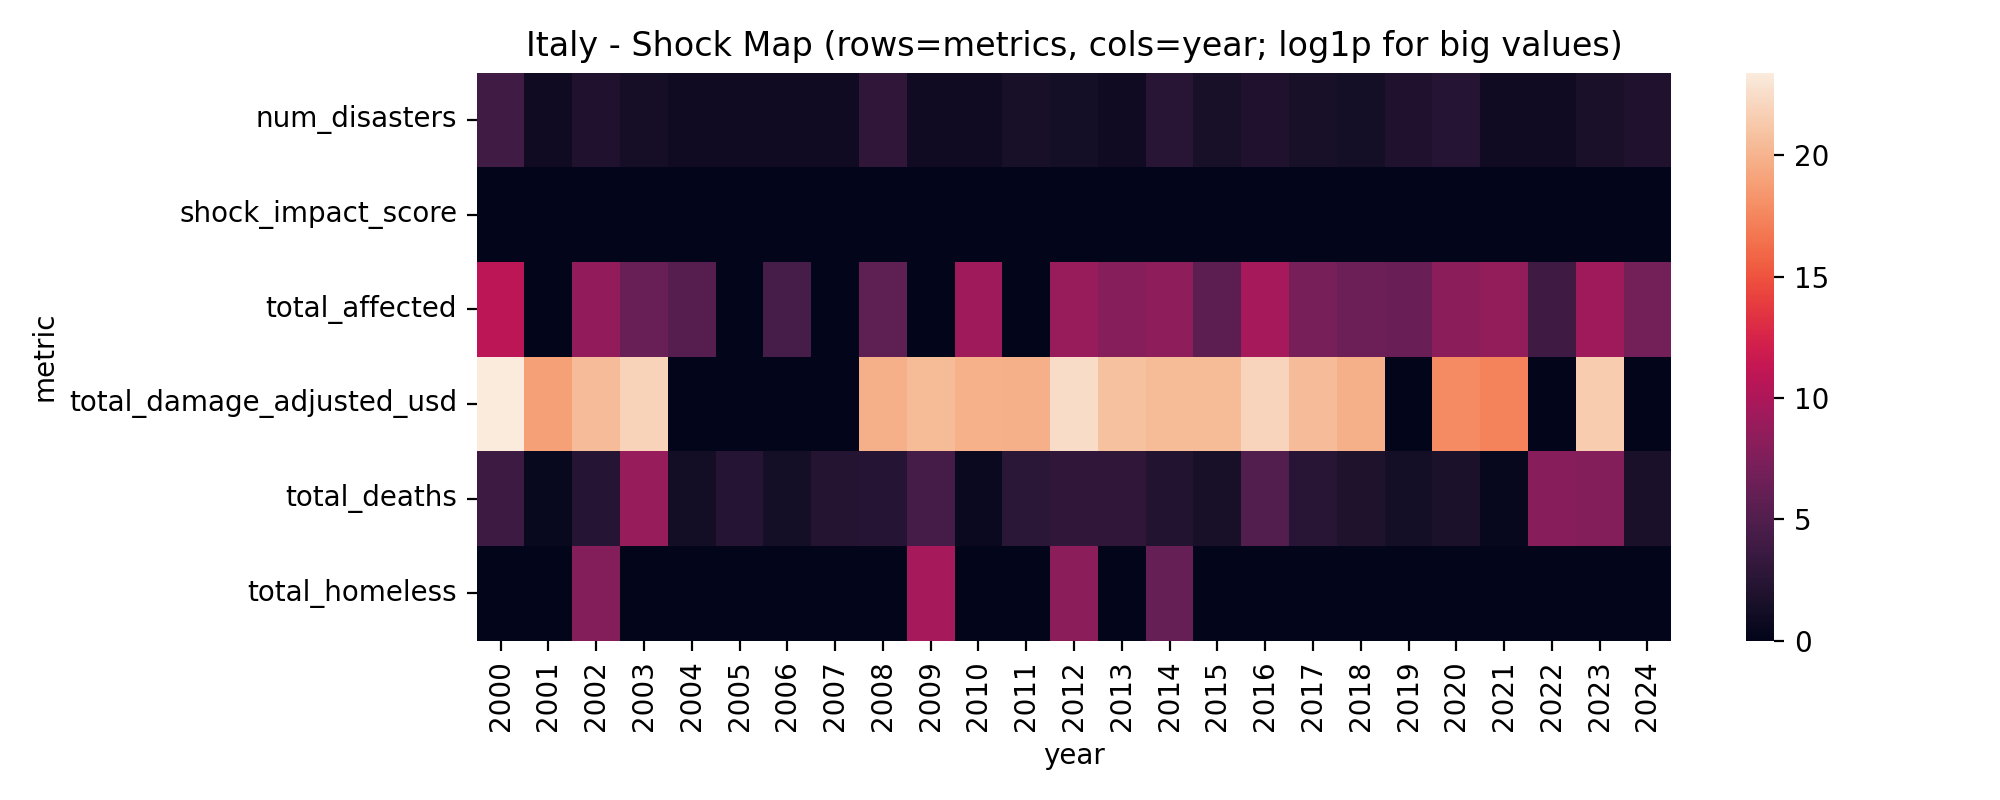 Italy - Shock Map (rows=metrics, cols=year; log1p for big values)
num_disasters
shock_impact_score
total_affected
total_damage_adjusted_usd
total_deaths
total_homeless
metric
2000 2001 2002 2003 2004 2005 2006 2007 2008 2009 2010 2011 2012 2013 2014 2015 2016 2017 2018 2019 2020 2021 2022 2023 2024
year
20
15
10
5
0